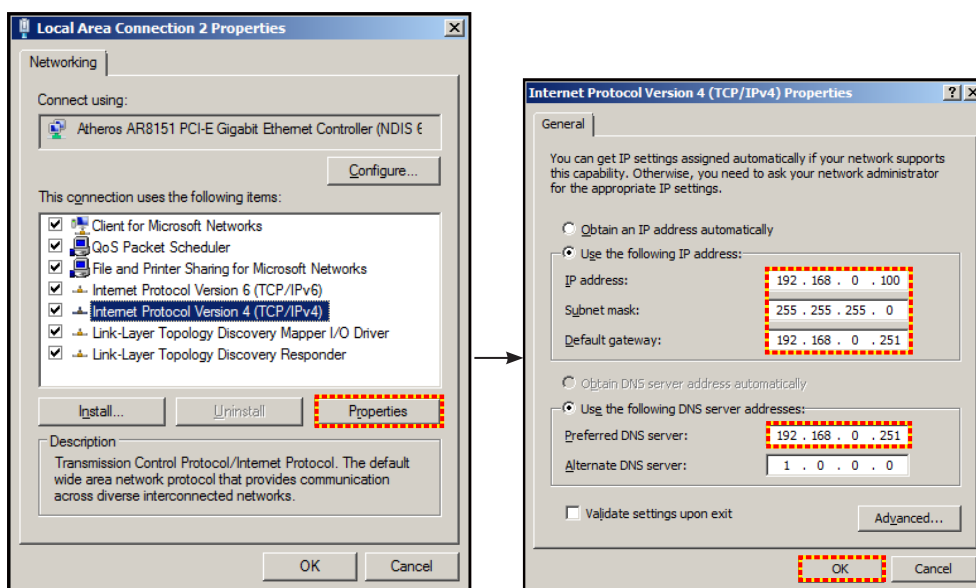 Local Area Connection 2 Properties
Networking
Connect using:
Atheros AR8151 PCI-E Gigabit Ethernet Controller (NDIS 6
Configure...
This connection uses the following items:
Client for Microsoft Networks
QoS Packet Scheduler
File and Printer Sharing for Microsoft Networks
Internet Protocol Version 6 (TCP/IPv6)
Internet Protocol Version 4 (TCP/IPv4)
Link-Layer Topology Discovery Mapper I/O Driver
Link-Layer Topology Discovery Responder
Install...
Uninstall
Properties
Description
Transmission Control Protocol/Internet Protocol. The default
wide area network protocol that provides communication
across diverse interconnected networks.
OK
Cancel
Internet Protocol Version 4 (TCP/IPv4) Properties
General
You can get IP settings assigned automatically if your network supports
this capability. Otherwise, you need to ask your network administrator
for the appropriate IP settings.
Obtain an IP address automatically
Use the following IP address:
IP address: 192 . 168 . 0 . 100
Subnet mask: 255 . 255 . 255 . 0
Default gateway: 192 . 168 . 0 . 251
Obtain DNS server address automatically
Use the following DNS server addresses:
Preferred DNS server: 192 . 168 . 0 . 251
Alternate DNS server: 1 . 0 . 0 . 0
Validate settings upon exit
Advanced...
OK
Cancel